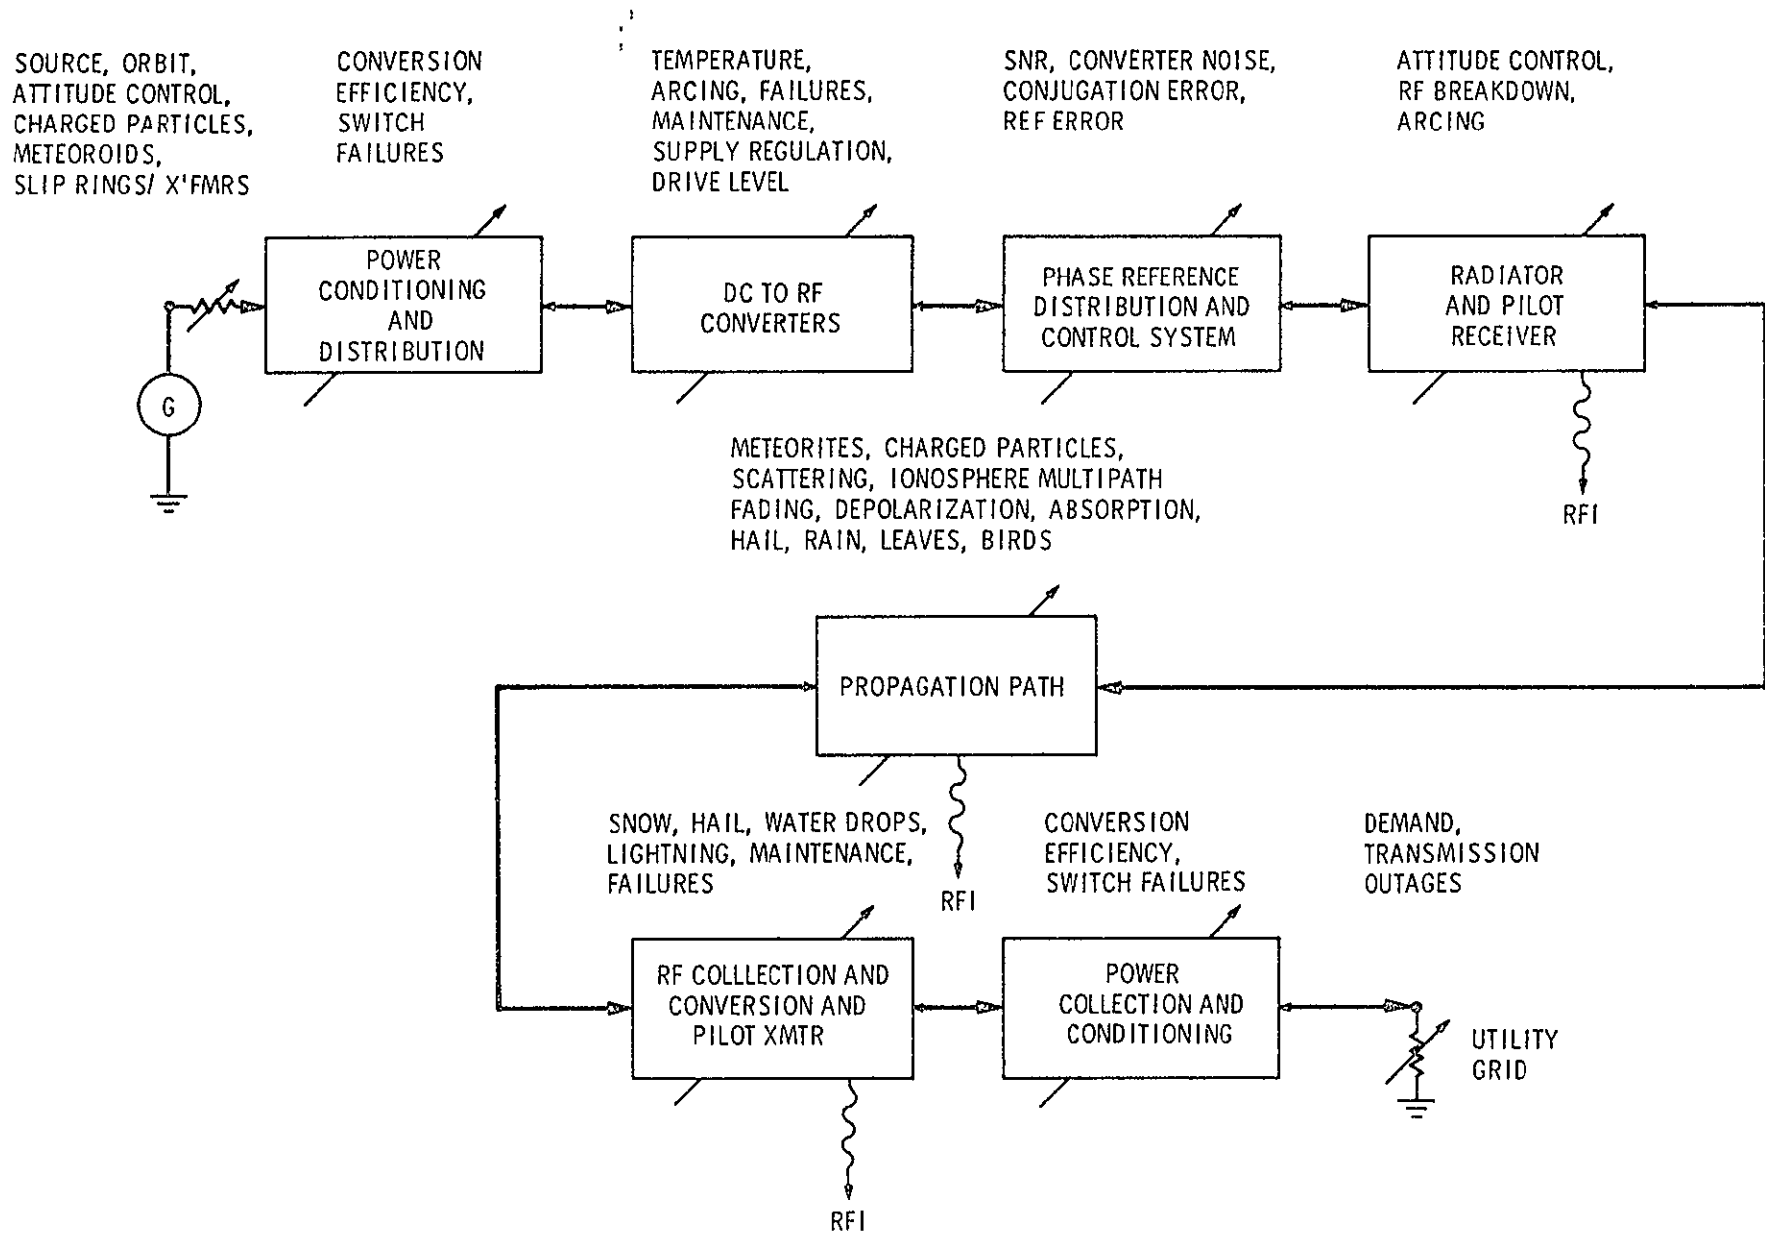 SOURCE, ORBIT,
ATTITUDE CONTROL,
CHARGED PARTICLES,
METEOROIDS,
SLIP RINGS/ X'FMRS
CONVERSION
EFFICIENCY,
SWITCH
FAILURES
TEMPERATURE,
ARCING, FAILURES,
MAINTENANCE,
SUPPLY REGULATION,
DRIVE LEVEL
SNR, CONVERTER NOISE,
CONJUGATION ERROR,
REF ERROR
ATTITUDE CONTROL,
RF BREAKDOWN,
ARCING
G
POWER
CONDITIONING
AND
DISTRIBUTION
DC TO RF
CONVERTERS
PHASE REFERENCE
DISTRIBUTION AND
CONTROL SYSTEM
RADIATOR
AND PILOT
RECEIVER
RFI
METEORITES, CHARGED PARTICLES,
SCATTERING, IONOSPHERE MULTIPATH
FADING, DEPOLARIZATION, ABSORPTION,
HAIL, RAIN, LEAVES, BIRDS
PROPAGATION PATH
RFI
SNOW, HAIL, WATER DROPS,
LIGHTNING, MAINTENANCE,
FAILURES
CONVERSION
EFFICIENCY,
SWITCH FAILURES
DEMAND,
TRANSMISSION
OUTAGES
RF COLLLECTION AND
CONVERSION AND
PILOT XMTR
POWER
COLLECTION AND
CONDITIONING
UTILITY
GRID
RFI